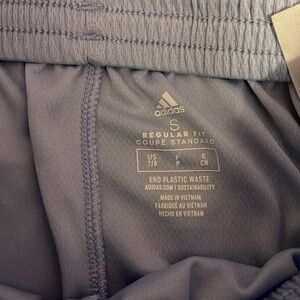 adidas
S
REGULAR FIT
COUPE STANDARD
US F E
7/8 P CH
END PLASTIC WASTE
ADIDAS.COM/SUSTAINABILITY
MADE IN VIETNAM
FABRIQUÉ AU VIETNAM
HECHO EN VIETNAM